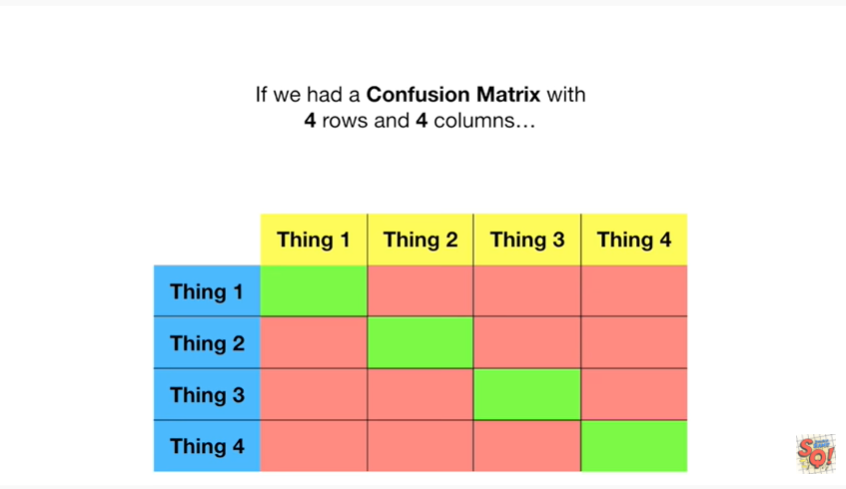 If we had a Confusion Matrix with
4 rows and 4 columns…
Thing 1 Thing 2 Thing 3 Thing 4
Thing 1
Thing 2
Thing 3
Thing 4
SO!